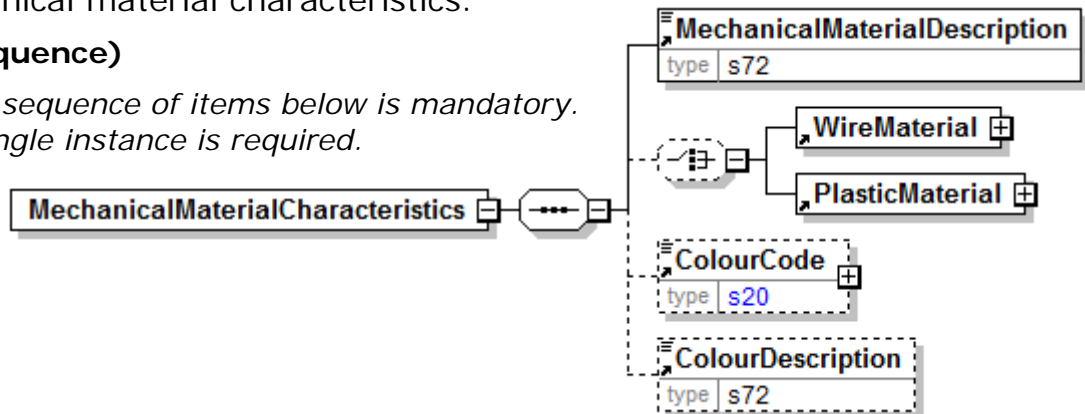 nical material characteristics.
quence)
sequence of items below is mandatory.
ngle instance is required.
MechanicalMaterialCharacteristics
MechanicalMaterialDescription
type s72
WireMaterial
PlasticMaterial
ColourCode
type s20
ColourDescription
type s72